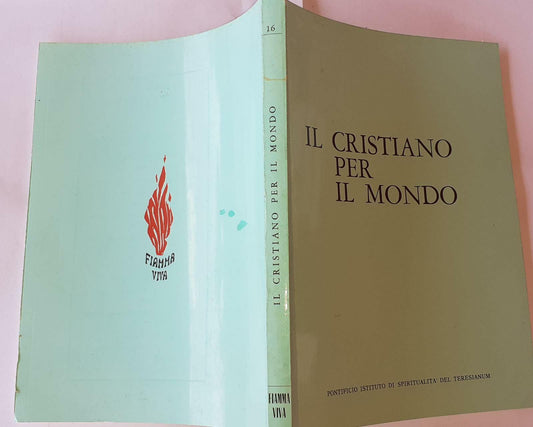 FIAMMA
VIVA
16
IL CRISTIANO PER IL MONDO
FIAMMA
VIVA
IL CRISTIANO
PER
IL MONDO
PONTIFICIO ISTITUTO DI SPIRITUALITA' DEL TERESIANUM